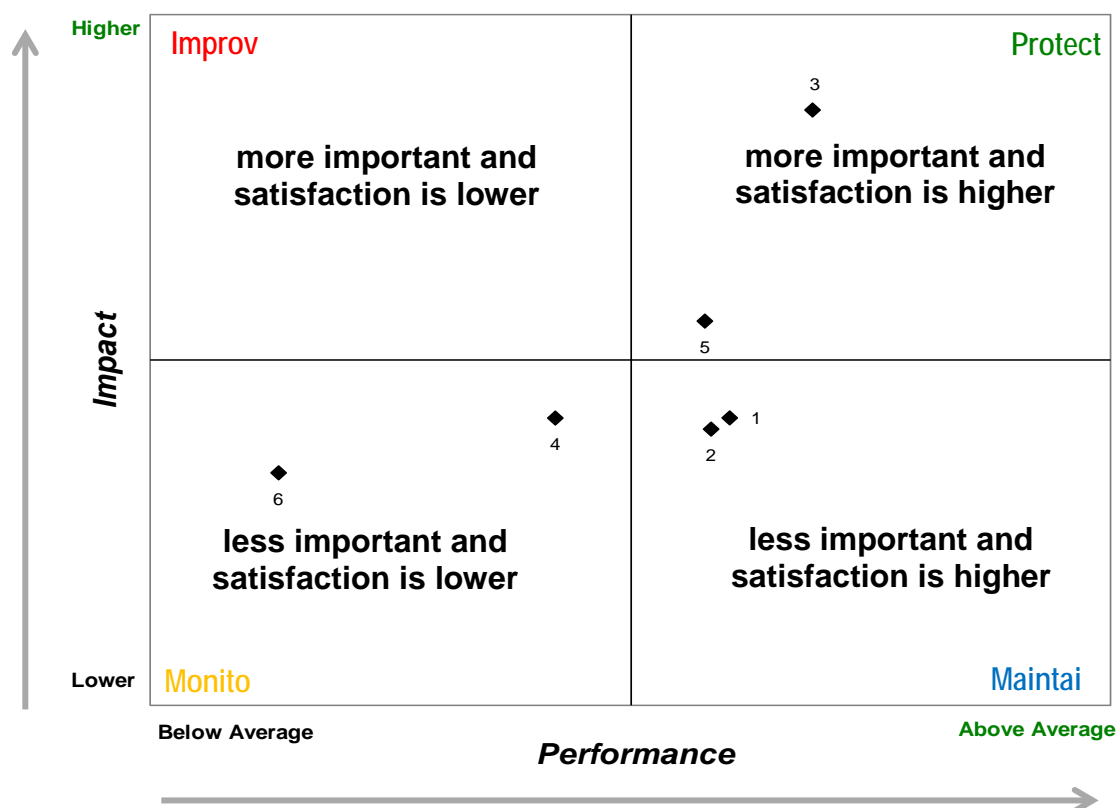 Higher
Improv
Protect
3
more important and
satisfaction is lower
more important and
satisfaction is higher
Impact
5
1
4
2
6
less important and
satisfaction is lower
less important and
satisfaction is higher
Lower
Monito
Maintai
Below Average
Above Average
Performance